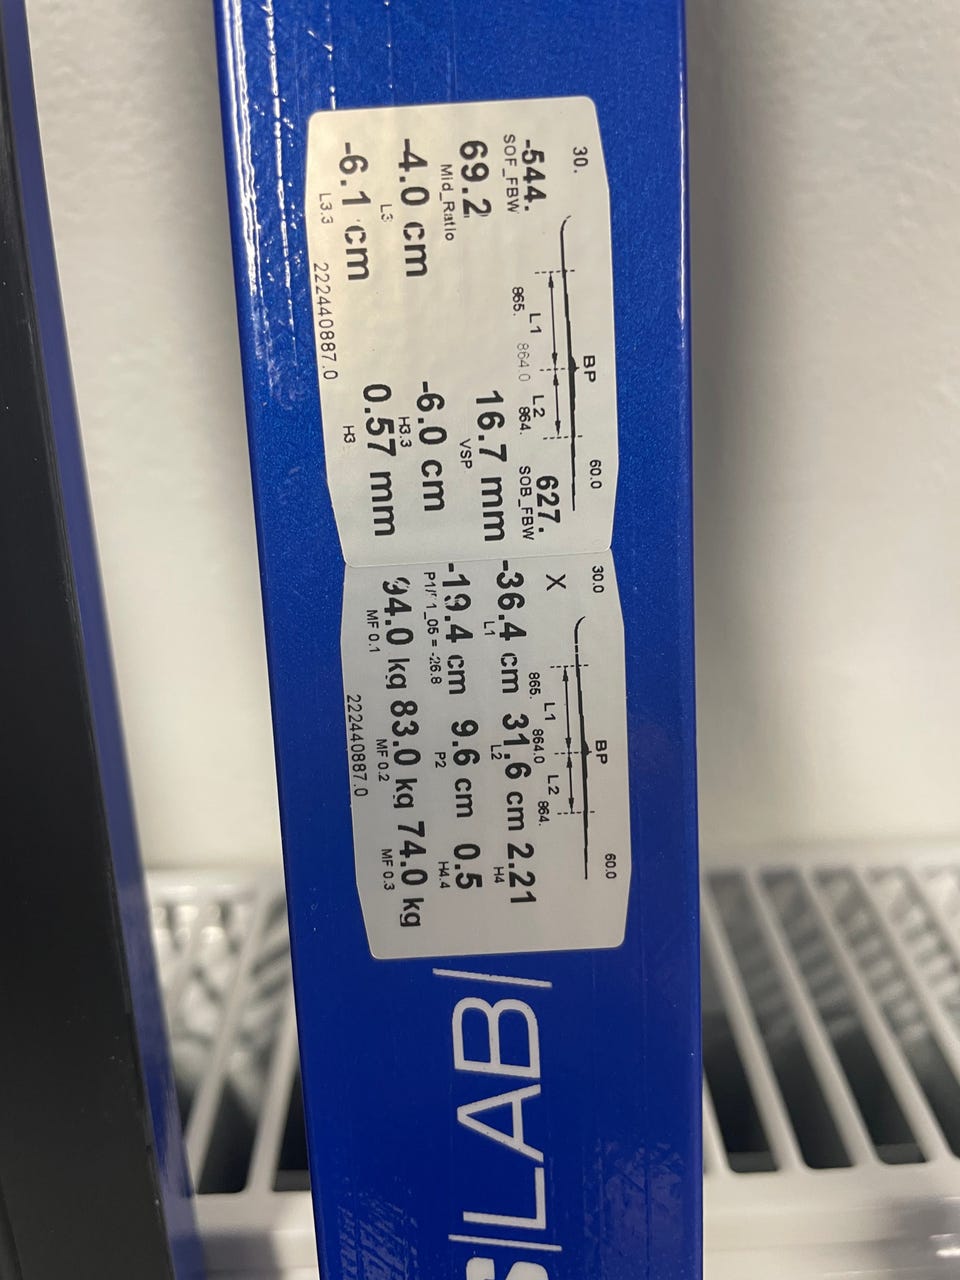 30. BP 60.0
L1 L2
-544. 865. 864.0 864. 627.
SOF_FBW SOB_FBW
69.2 16.7 mm
Mid_Ratio VSP
-4.0 cm -6.0 cm
L3 H3.3
-6.1 cm 0.57 mm
L3.3 H3
222440887.0
30.0 BP 60.0
X L1 L2
865. 864.0 864.
-36.4 cm 31.6 cm 2.21
L1 L2 H4
-19.4 cm 9.6 cm 0.5
P1/P1_05 = -26.8 P2 H4.4
94.0 kg 83.0 kg 74.0 kg
MF 0.1 MF 0.2 MF 0.3
222440887.0
S/LAB/